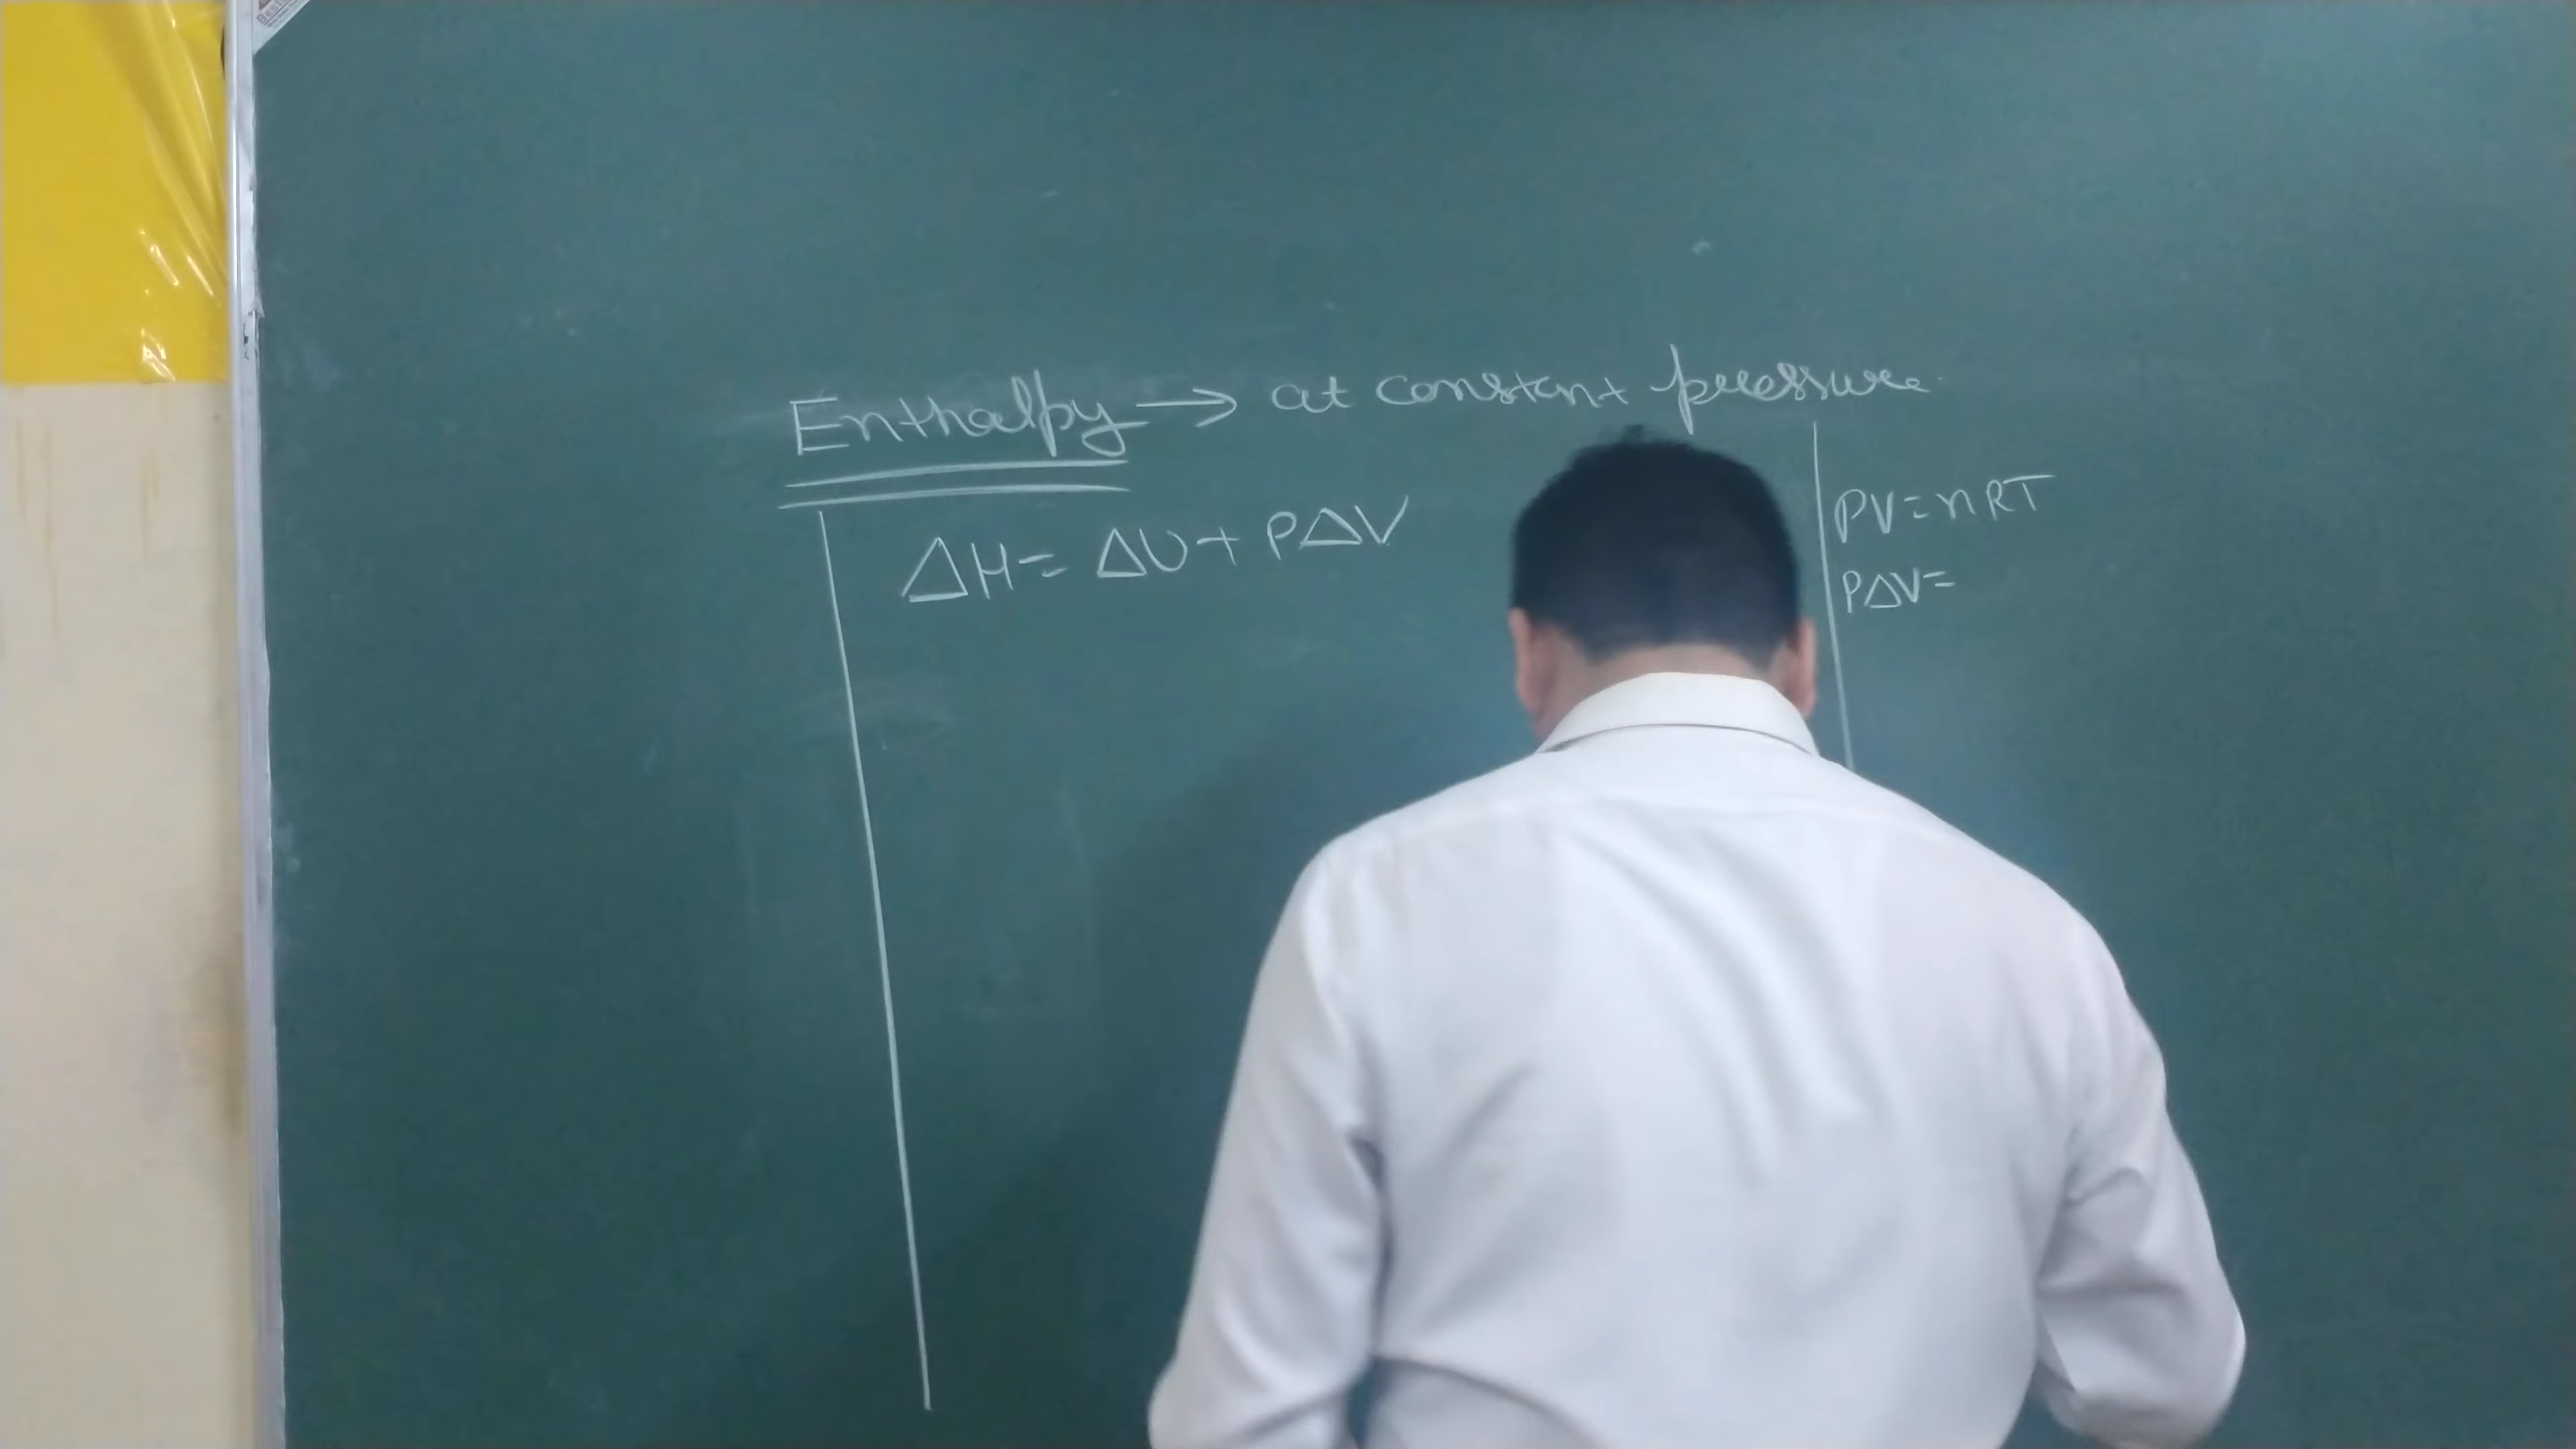 Enthalpy → at constant pressure
ΔH = ΔU + PΔV
PV = nRT
PΔV =